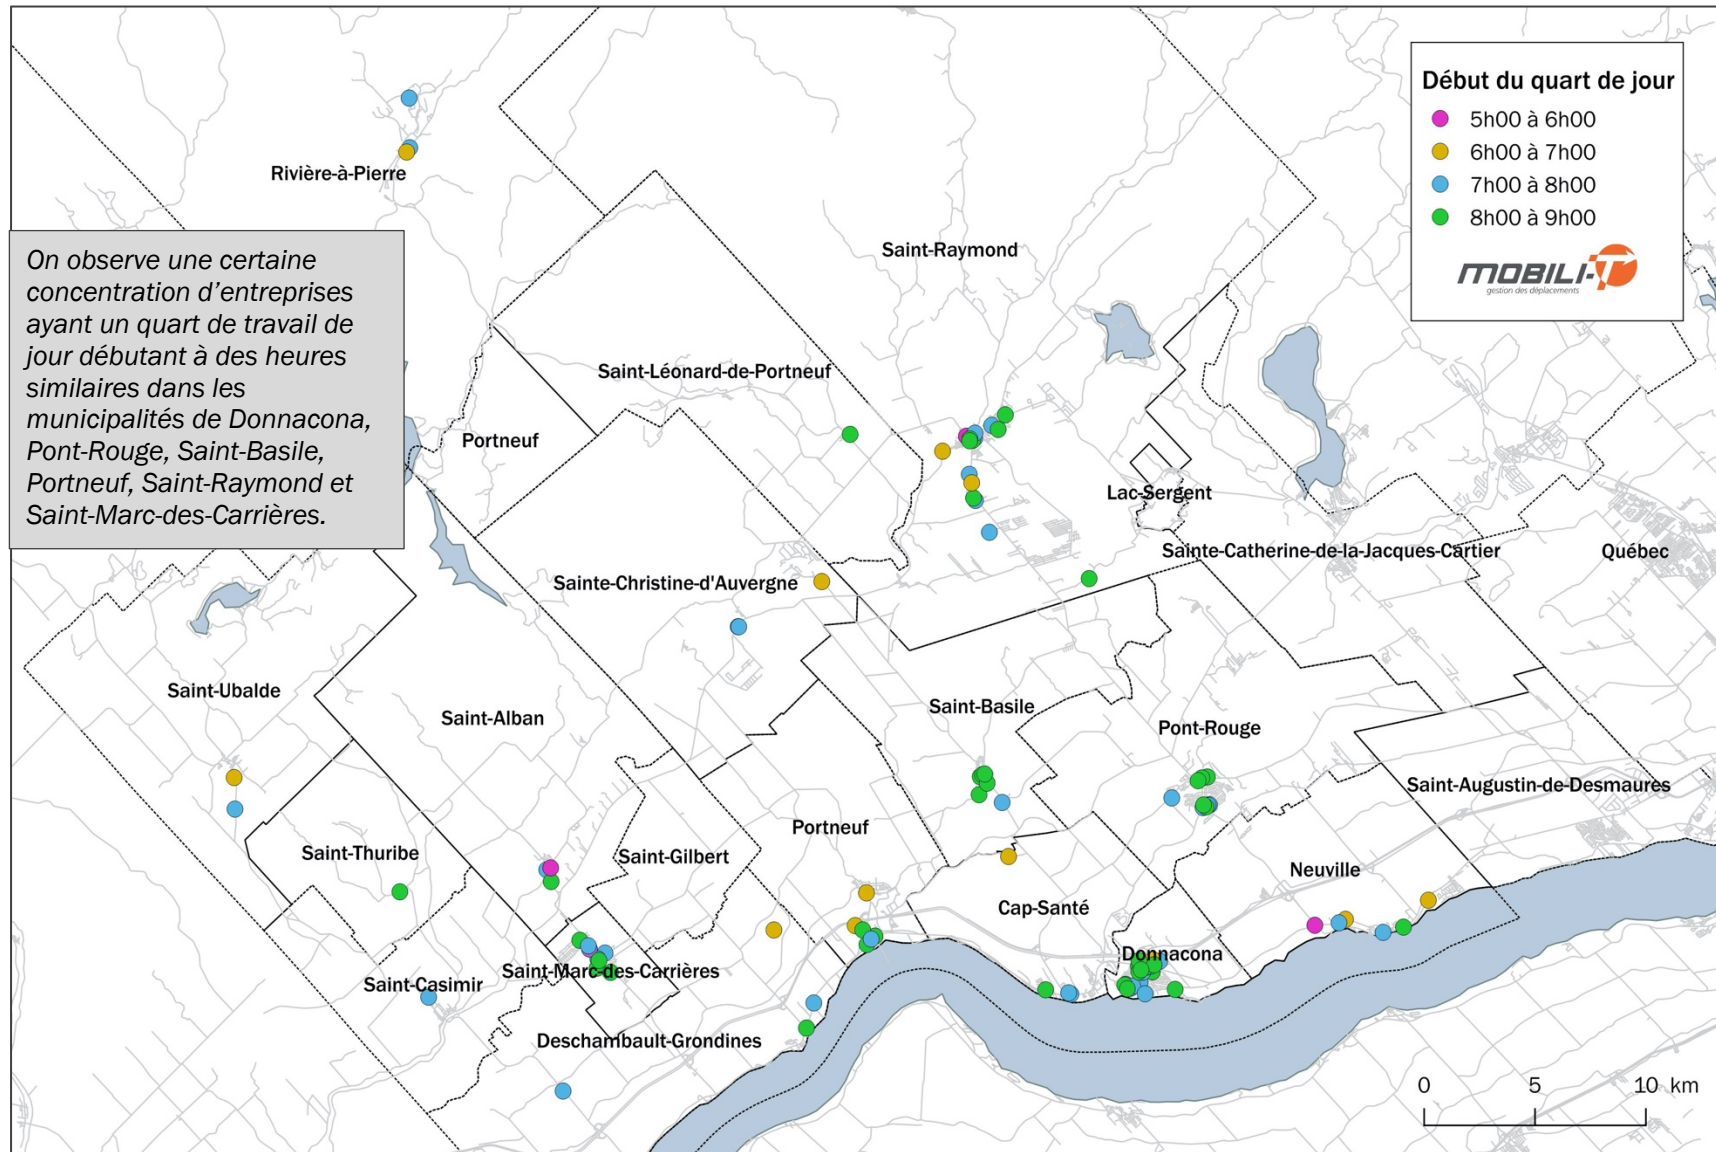 Début du quart de jour
5h00 à 6h00
6h00 à 7h00
7h00 à 8h00
8h00 à 9h00
MOBILI-T
gestion des déplacements
Rivière-à-Pierre
On observe une certaine
concentration d'entreprises
ayant un quart de travail de
jour débutant à des heures
similaires dans les
municipalités de Donnacona,
Pont-Rouge, Saint-Basile,
Portneuf, Saint-Raymond et
Saint-Marc-des-Carrières.
Saint-Raymond
Saint-Léonard-de-Portneuf
Portneuf
Lac-Sergent
Sainte-Catherine-de-la-Jacques-Cartier
Québec
Sainte-Christine-d'Auvergne
Saint-Ubalde
Saint-Alban
Saint-Basile
Pont-Rouge
Saint-Augustin-de-Desmaures
Portneuf
Saint-Thuribe
Saint-Gilbert
Neuville
Cap-Santé
Donnacona
Saint-Marc-des-Carrières
Saint-Casimir
Deschambault-Grondines
0 5 10 km